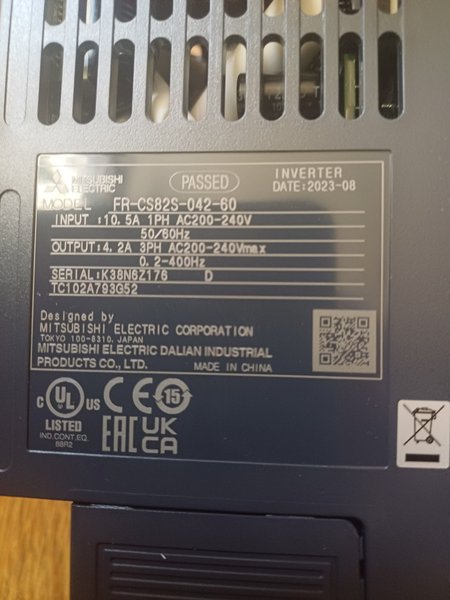 MITSUBISHI
ELECTRIC
PASSED
INVERTER
DATE:2023-08
MODEL FR-CS82S-042-60
INPUT :10.5A 1PH AC200-240V
50/60Hz
OUTPUT:4.2A 3PH AC200-240Vmax
0.2-400Hz
SERIAL:K38N6Z176 D
TC102A793G52
Designed by
MITSUBISHI ELECTRIC CORPORATION
TOKYO 100-8310, JAPAN
MITSUBISHI ELECTRIC DALIAN INDUSTRIAL
PRODUCTS CO., LTD. MADE IN CHINA
C UL US CE 15
LISTED
IND.CONT.EQ.
88R2
EAC UK
CA